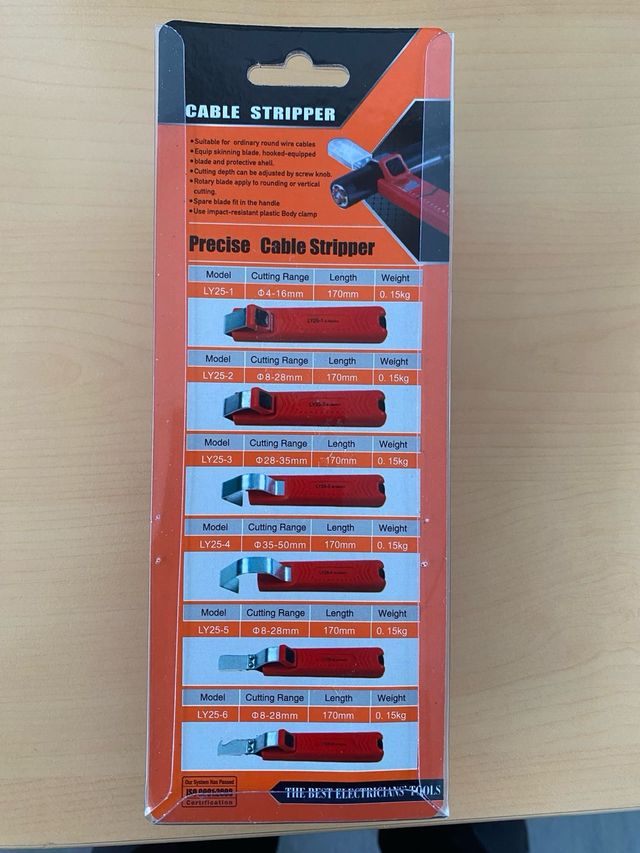 CABLE STRIPPER
•Suitable for ordinary round wire cables
•Equip skinning blade, hooked-equipped
•blade and protective shell.
•Cutting depth can be adjusted by screw knob.
•Rotary blade apply to rounding or vertical
cutting.
•Spare blade fit in the handle
•Use impact-resistant plastic Body clamp
Precise Cable Stripper
Model Cutting Range Length Weight
LY25-1 Φ4-16mm 170mm 0. 15kg
LY25-1
Model Cutting Range Length Weight
LY25-2 Φ8-28mm 170mm 0. 15kg
Model Cutting Range Length Weight
LY25-3 Φ28-35mm 170mm 0. 15kg
Model Cutting Range Length Weight
LY25-4 Φ35-50mm 170mm 0. 15kg
Model Cutting Range Length Weight
LY25-5 Φ8-28mm 170mm 0. 15kg
Model Cutting Range Length Weight
LY25-6 Φ8-28mm 170mm 0. 15kg
Our System Has Passed
ISO 9001:2008
Certification
THE BEST ELECTRICIANS' TOOLS